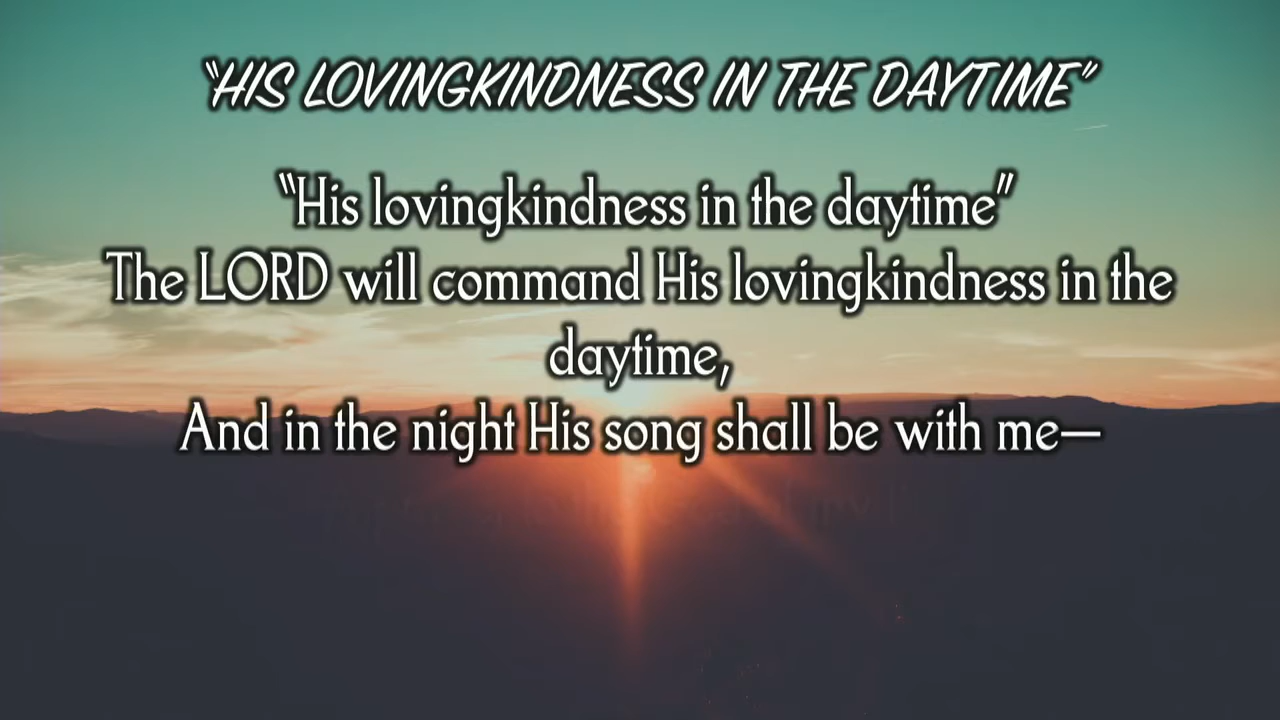 “HIS LOVINGKINDNESS IN THE DAYTIME”
“His lovingkindness in the daytime”
The LORD will command His lovingkindness in the
daytime,
And in the night His song shall be with me—